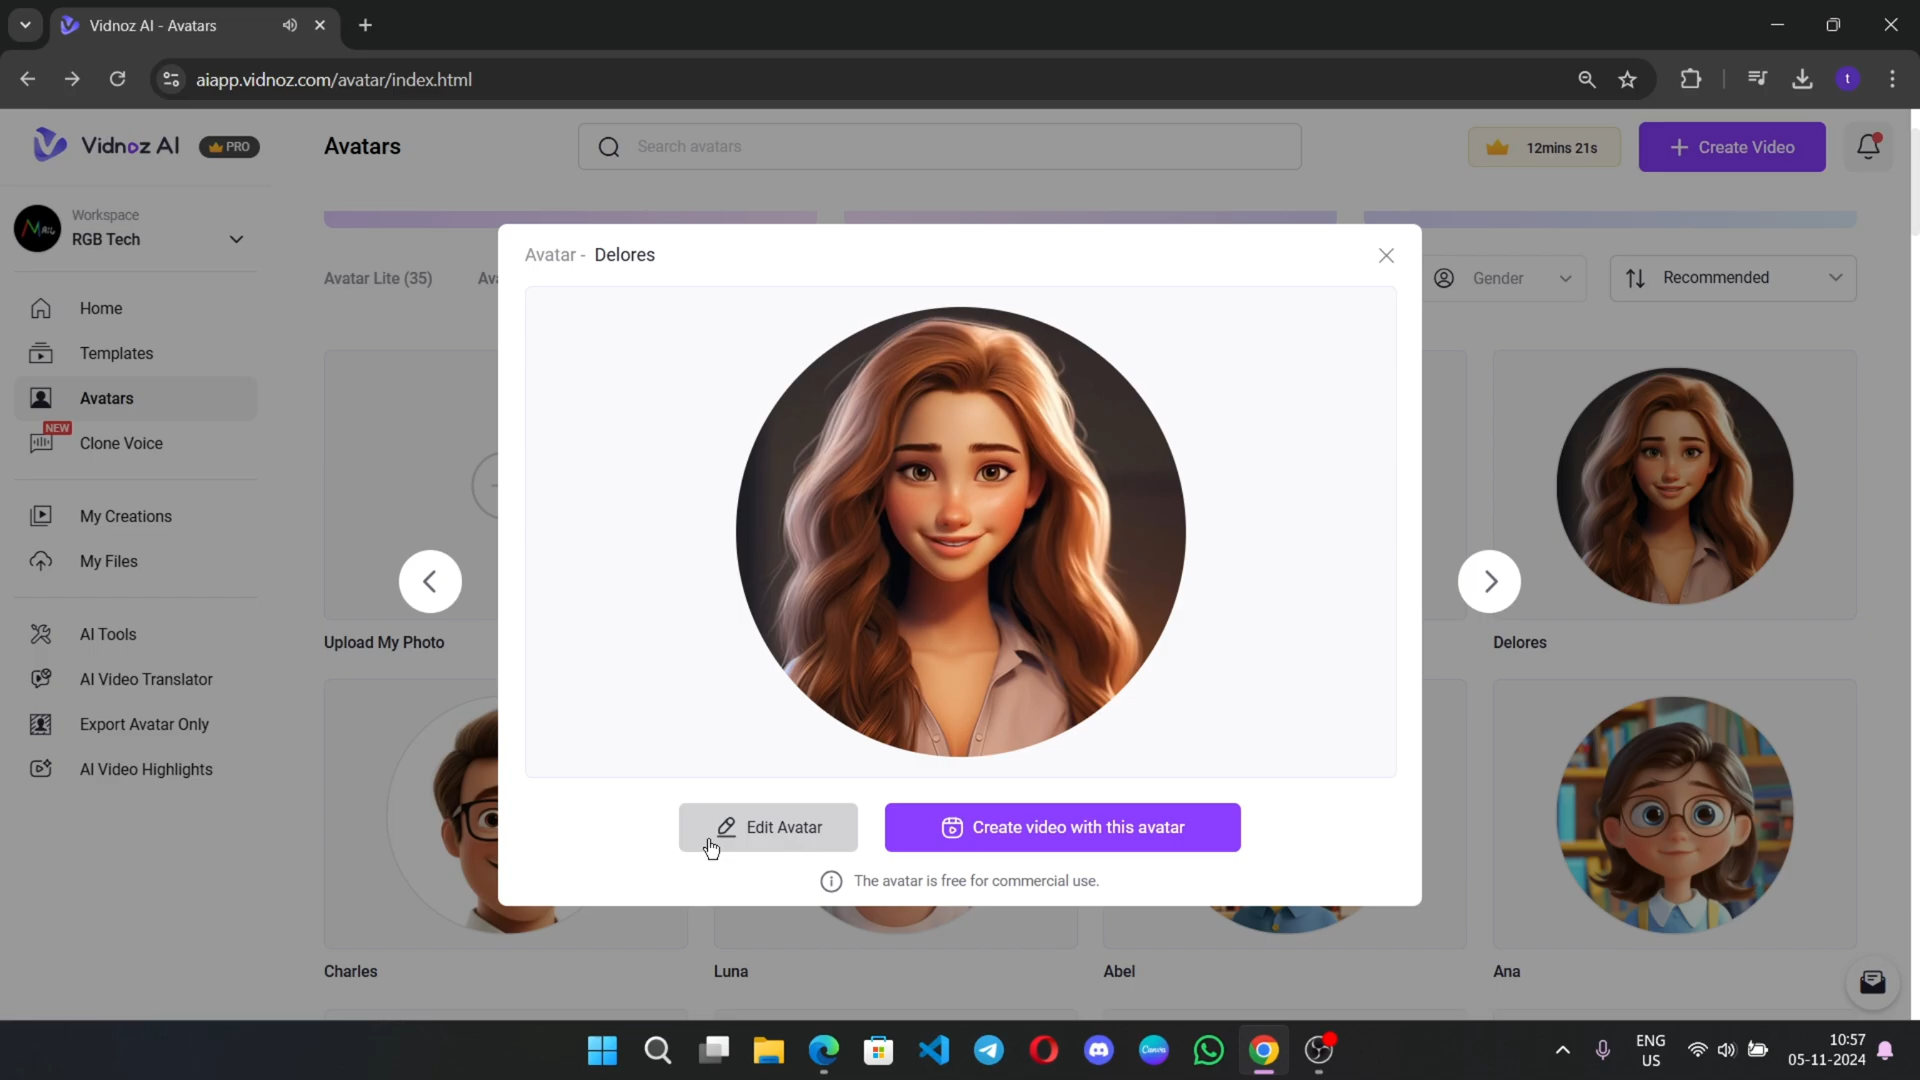 Vidnoz AI - Avatars
aiapp.vidnoz.com/avatar/index.html
t
Vidnoz AI
PRO
Avatars
Search avatars
12mins 21s
+ Create Video
Workspace
RGB Tech
Home
Templates
Avatars
NEW
Clone Voice
My Creations
My Files
AI Tools
AI Video Translator
Export Avatar Only
AI Video Highlights
Avatar Lite (35)
Gender
Recommended
Avatar - Delores
Edit Avatar
Create video with this avatar
The avatar is free for commercial use.
Upload My Photo
Delores
Charles
Luna
Abel
Ana
Canva
ENG
US
10:57
05-11-2024